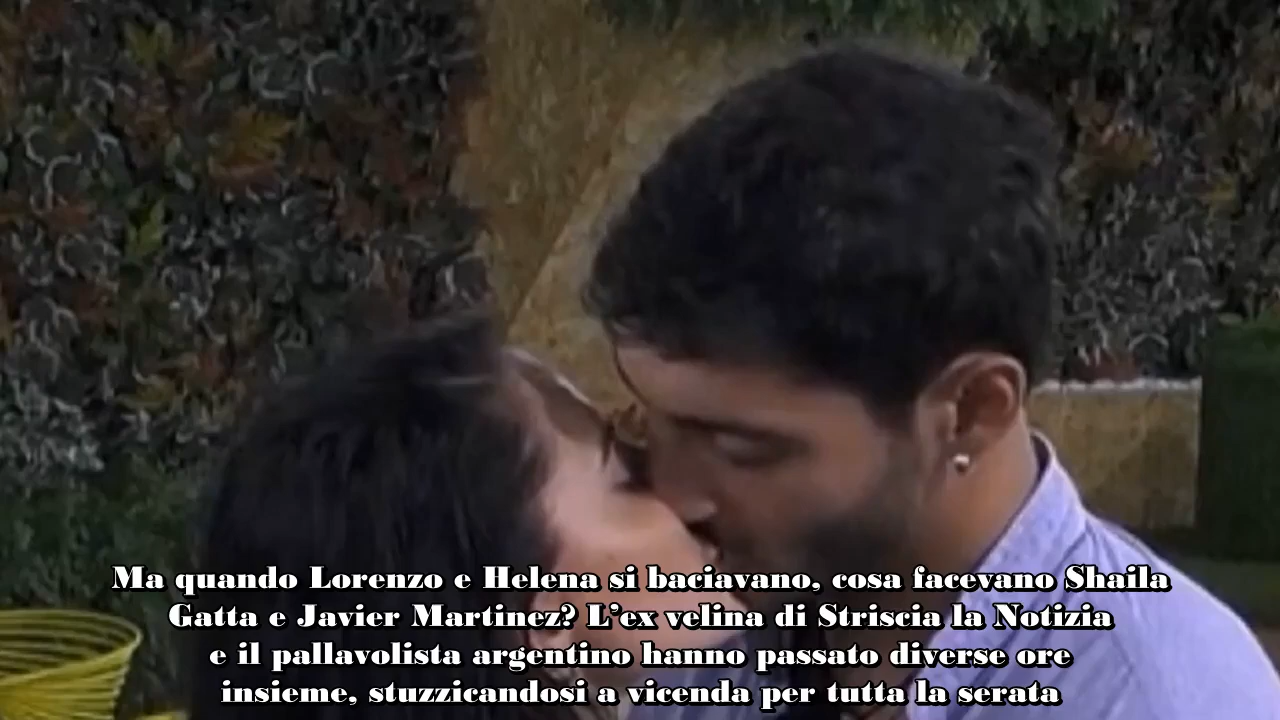 Ma quando Lorenzo e Helena si baciavano, cosa facevano Shaila
Gatta e Javier Martinez? L'ex velina di Striscia la Notizia
e il pallavolista argentino hanno passato diverse ore
insieme, stuzzicandosi a vicenda per tutta la serata